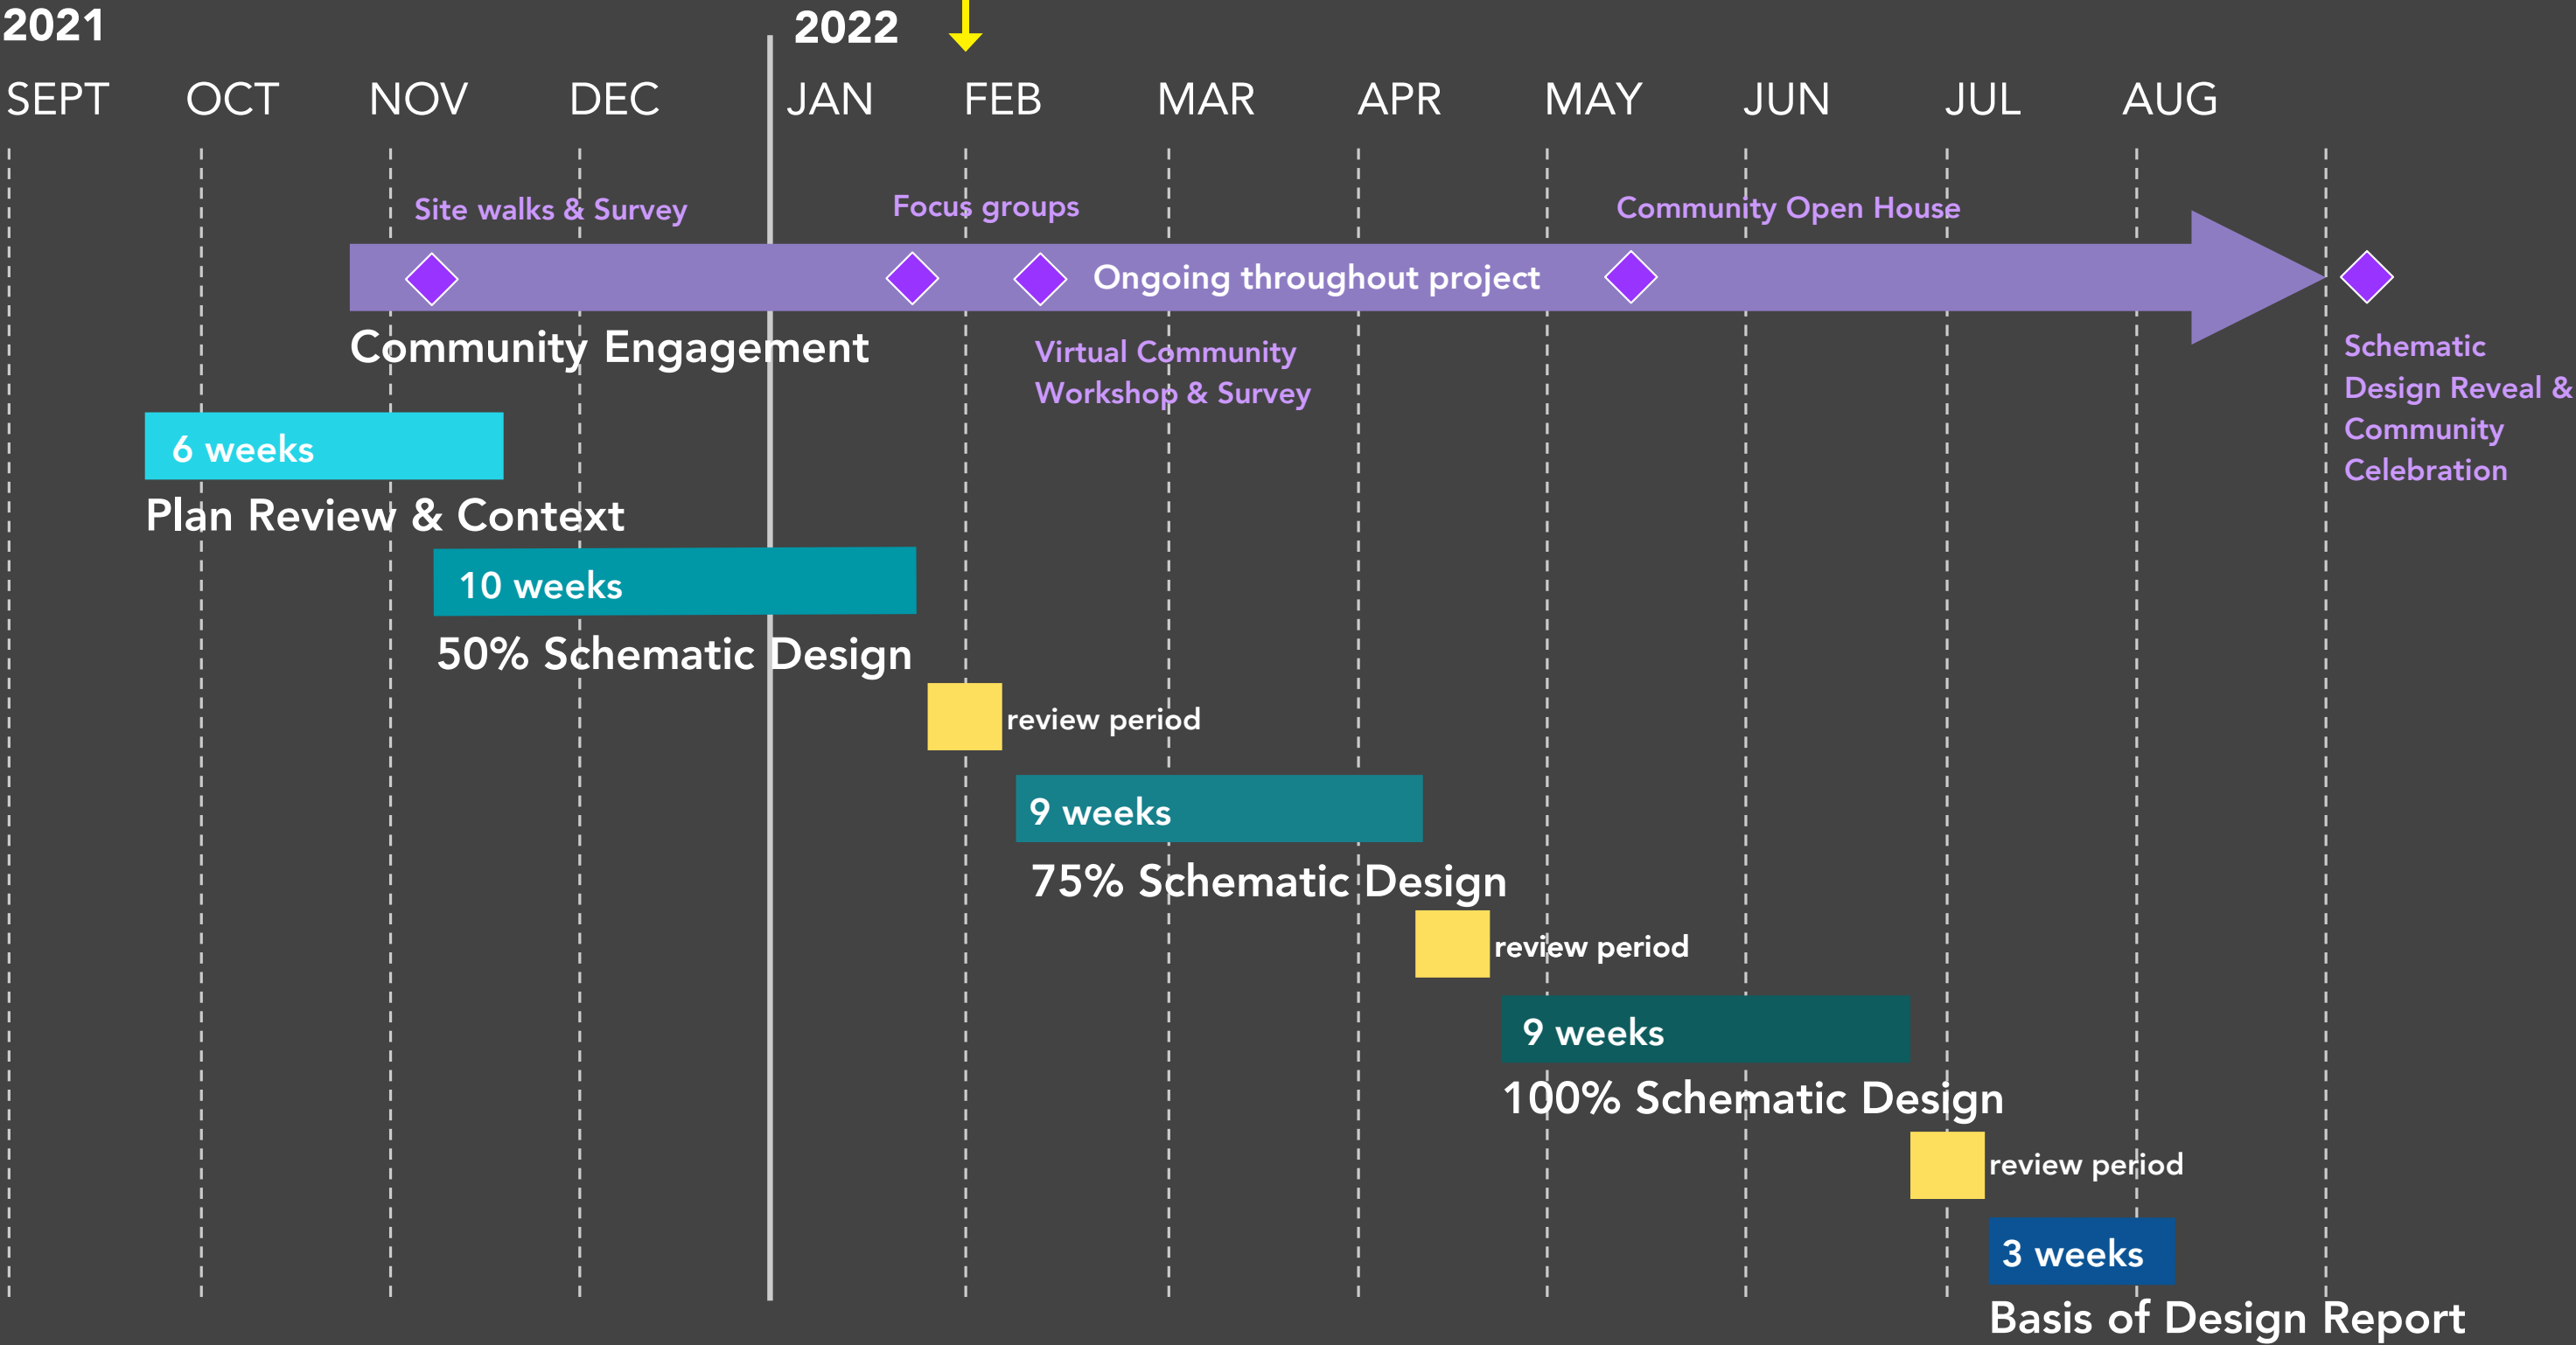 2021
2022
SEPT
OCT
NOV
DEC
JAN
FEB
MAR
APR
MAY
JUN
JUL
AUG
Site walks & Survey
Focus groups
Community Open House
Ongoing throughout project
Community Engagement
Virtual Community
Workshop & Survey
Schematic
Design Reveal &
Community
Celebration
6 weeks
Plan Review & Context
10 weeks
50% Schematic Design
review period
9 weeks
75% Schematic Design
review period
9 weeks
100% Schematic Design
review period
3 weeks
Basis of Design Report